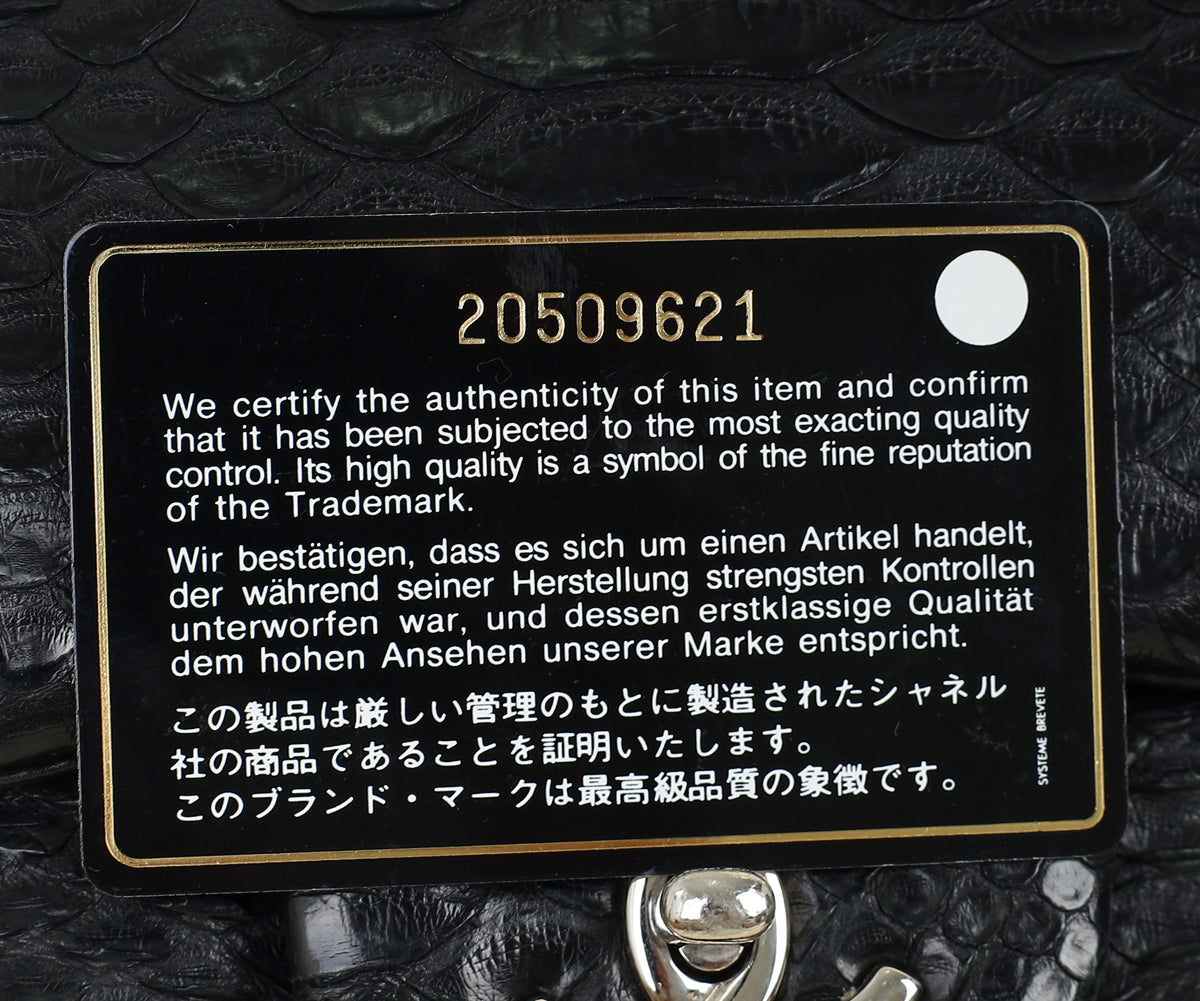 20509621
We certify the authenticity of this item and confirm
that it has been subjected to the most exacting quality
control. Its high quality is a symbol of the fine reputation
of the Trademark.
Wir bestätigen, dass es sich um einen Artikel handelt,
der während seiner Herstellung strengsten Kontrollen
unterworfen war, und dessen erstklassige Qualität
dem hohen Ansehen unserer Marke entspricht.
この製品は厳しい管理のもとに製造されたシャネル
社の商品であることを証明いたします。
このブランド・マークは最高級品質の象徴です。
SYSTEME BREVETE